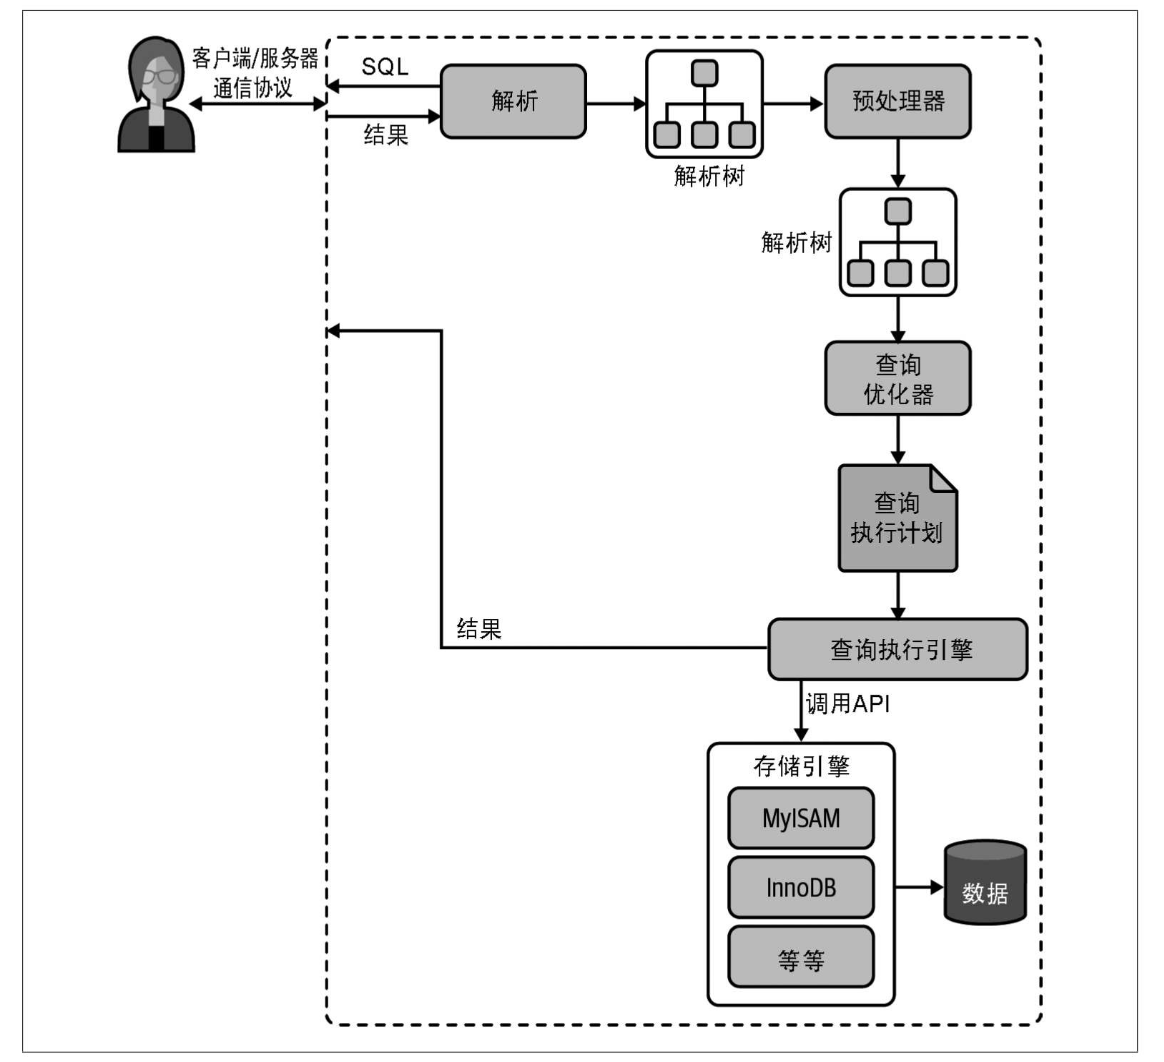 客户端/服务器
通信协议
SQL
结果
解析
解析树
预处理器
解析树
查询
优化器
查询
执行计划
结果
查询执行引擎
调用API
存储引擎
MyISAM
InnoDB
等等
数据